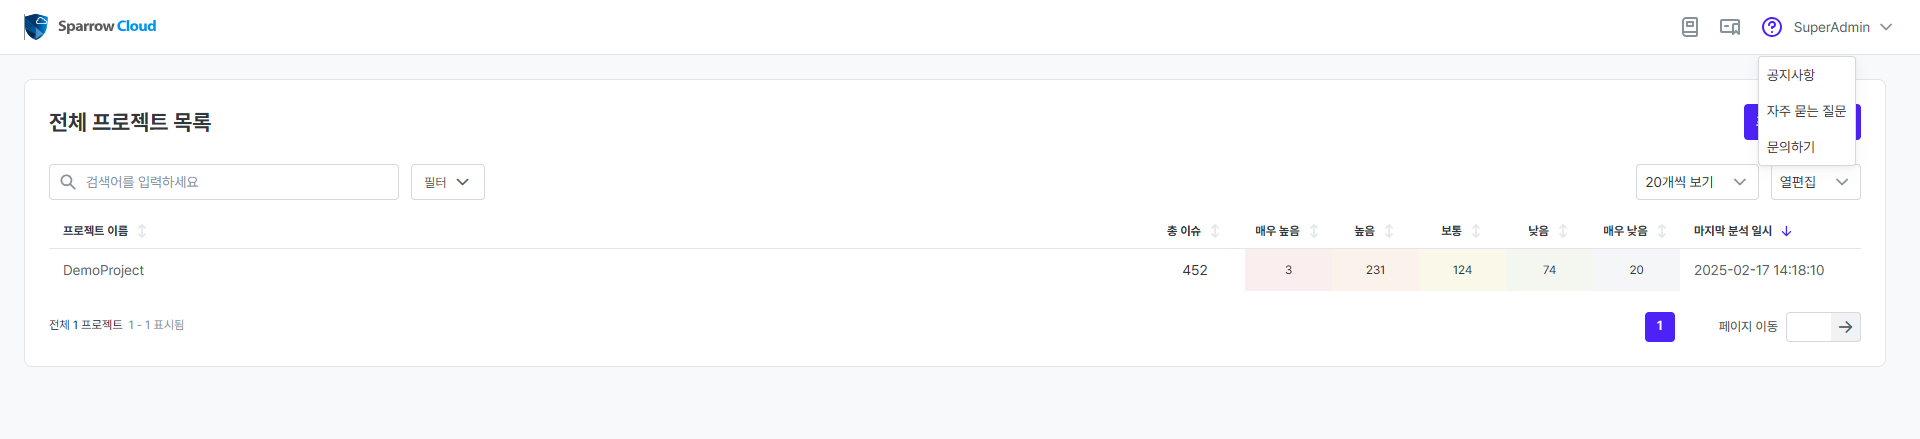 Sparrow Cloud
SuperAdmin
공지사항
자주 묻는 질문
문의하기
전체 프로젝트 목록
검색어를 입력하세요
필터
20개씩 보기
열편집
프로젝트 이름 총 이슈 매우 높음 높음 보통 낮음 매우 낮음 마지막 분석 일시
DemoProject 452 3 231 124 74 20 2025-02-17 14:18:10
전체 1 프로젝트 1 - 1 표시됨
1
페이지 이동